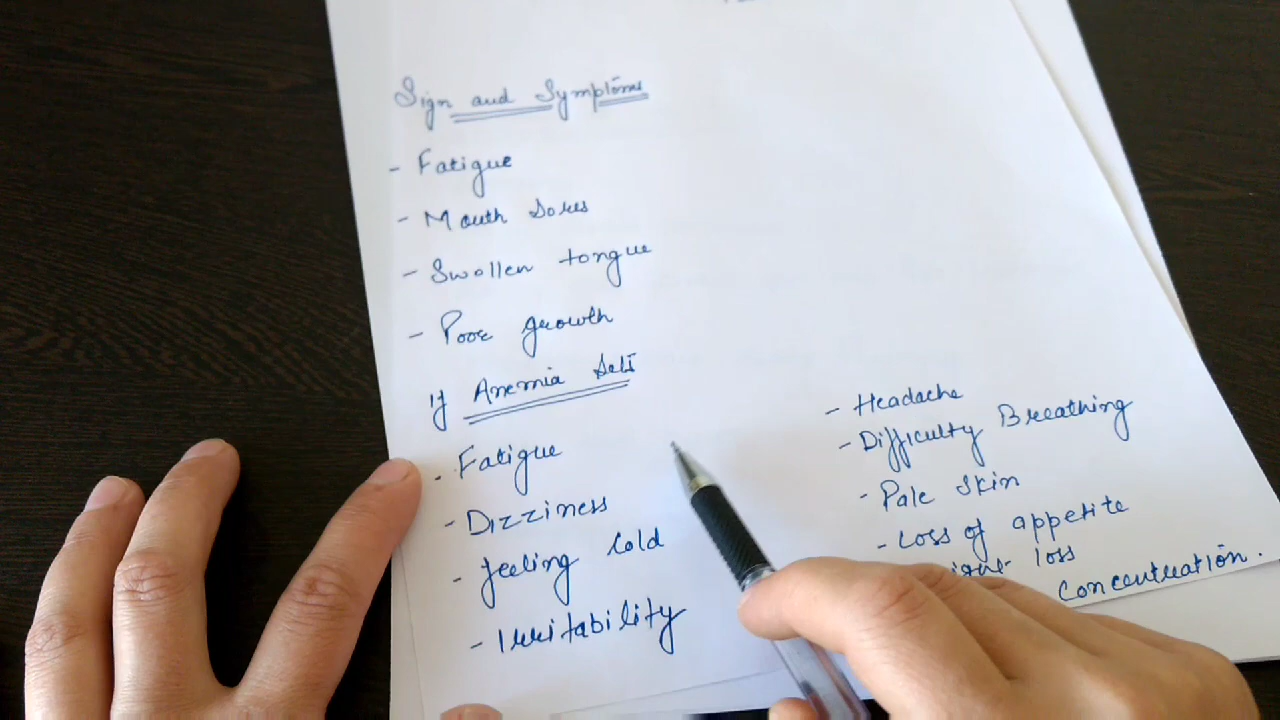 Sign and Symptoms
- Fatigue
- Mouth Sores
- Swollen tongue
- Poor growth
If Anemia Sets
- Fatigue
- Dizziness
- feeling Cold
- Irritability
- Headache
- Difficulty Breathing
- Pale Skin
- Loss of appetite
loss
Concentration.